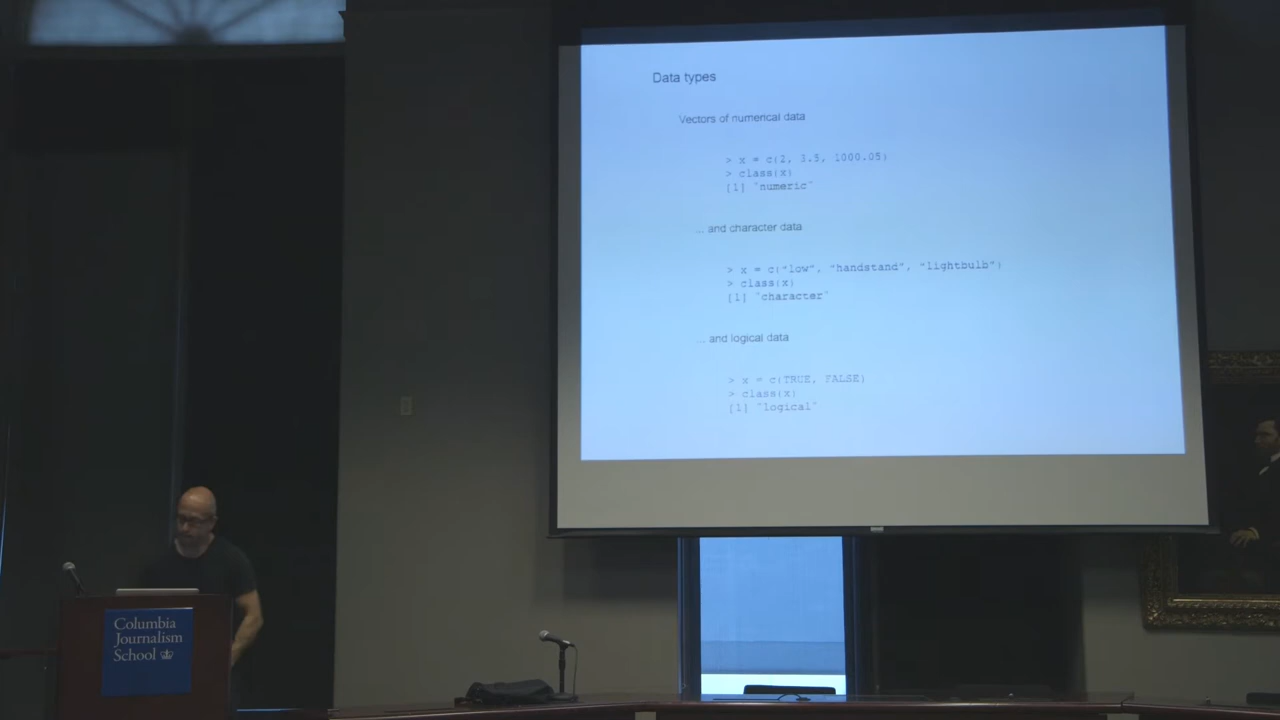 Data types
Vectors of numerical data
> x = c(2, 3.5, 1000.05)
> class(x)
[1] "numeric"
... and character data
> x = c("low", "handstand", "lightbulb")
> class(x)
[1] "character"
... and logical data
> x = c(TRUE, FALSE)
> class(x)
[1] "logical"
Columbia
Journalism
School